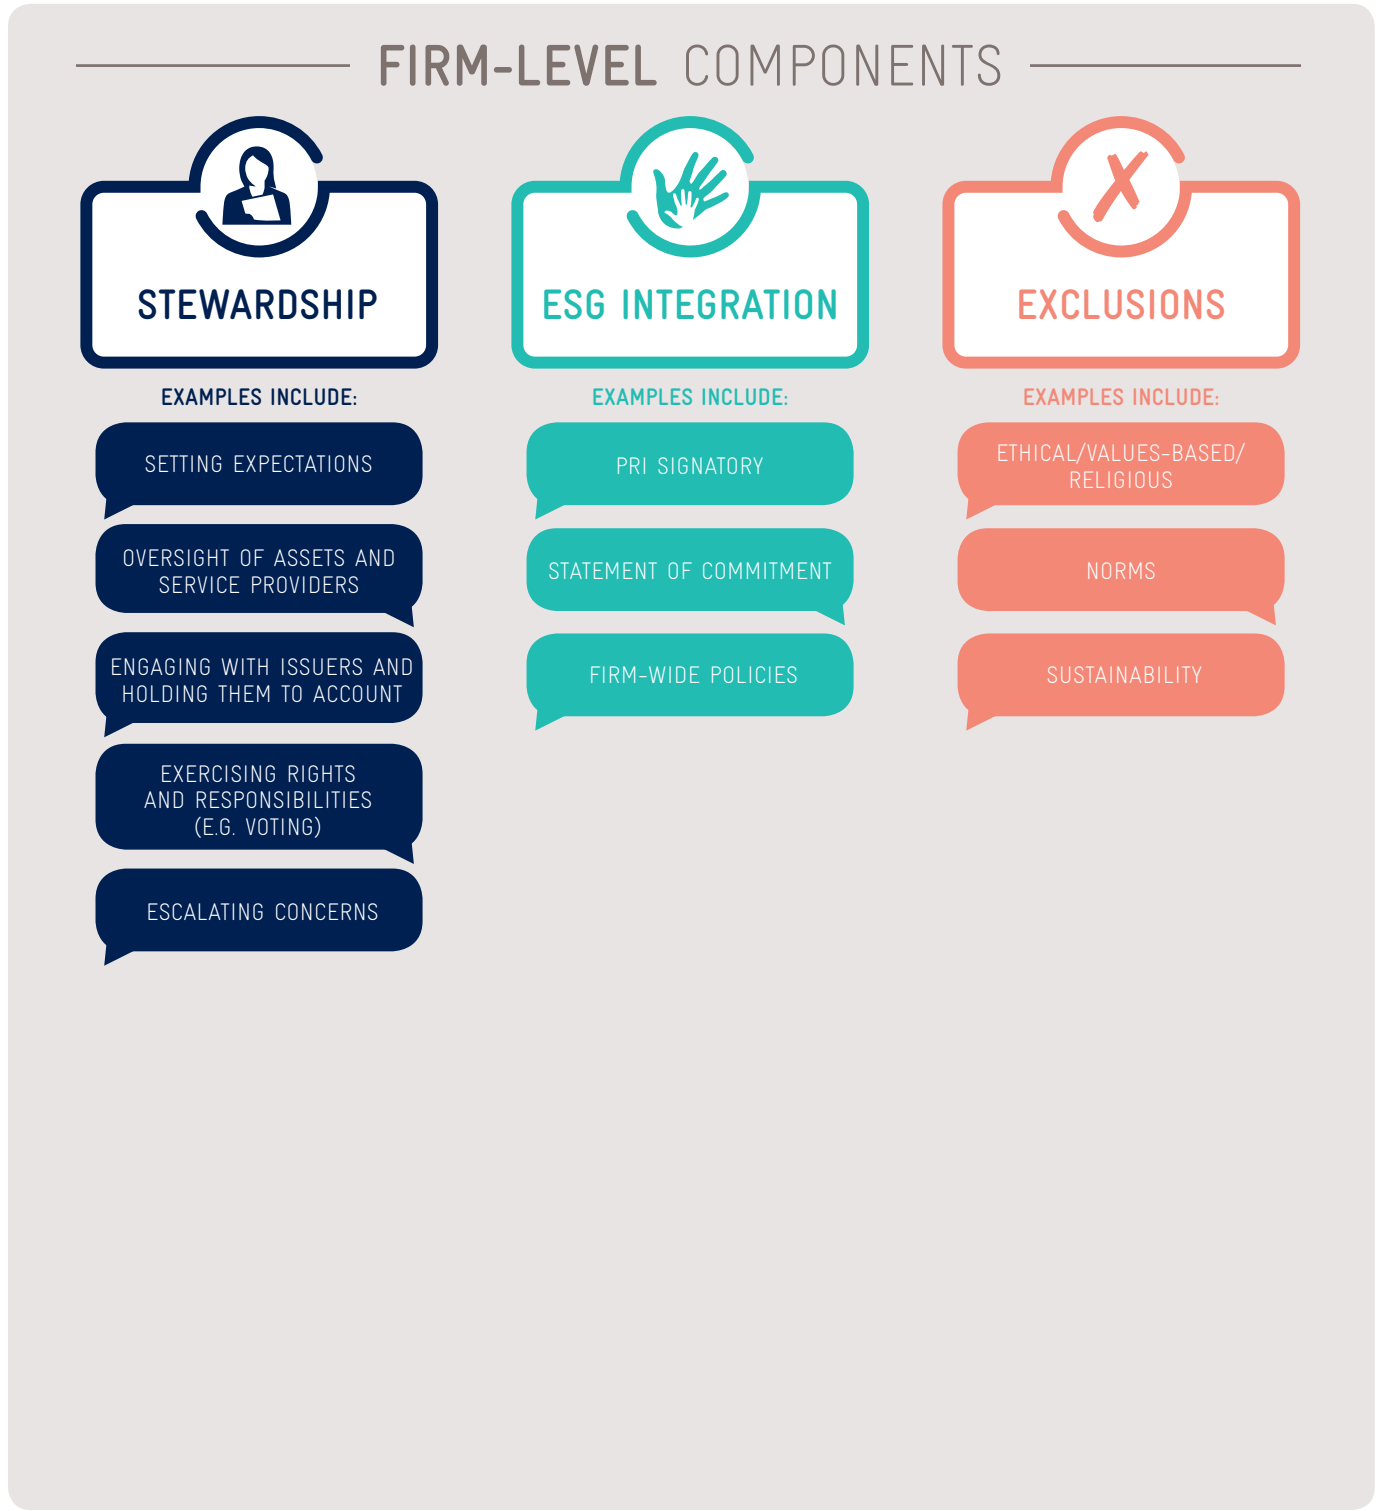 FIRM-LEVEL COMPONENTS
STEWARDSHIP
EXAMPLES INCLUDE:
SETTING EXPECTATIONS
OVERSIGHT OF ASSETS AND
SERVICE PROVIDERS
ENGAGING WITH ISSUERS AND
HOLDING THEM TO ACCOUNT
EXERCISING RIGHTS
AND RESPONSIBILITIES
(E.G. VOTING)
ESCALATING CONCERNS
ESG INTEGRATION
EXAMPLES INCLUDE:
PRI SIGNATORY
STATEMENT OF COMMITMENT
FIRM-WIDE POLICIES
EXCLUSIONS
EXAMPLES INCLUDE:
ETHICAL/VALUES-BASED/
RELIGIOUS
NORMS
SUSTAINABILITY